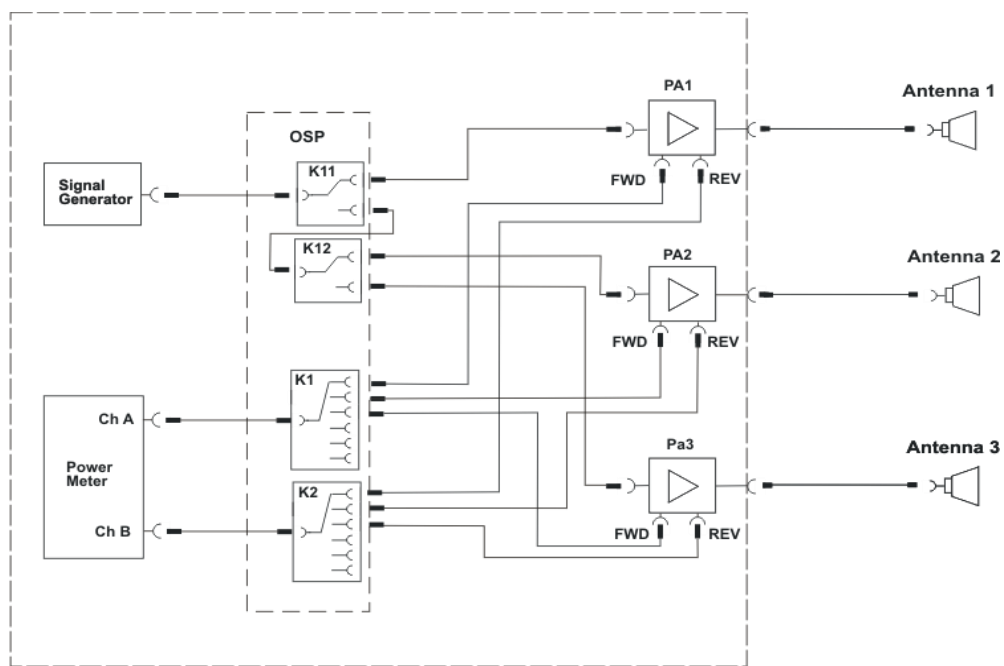 PA1
Antenna 1
OSP
K11
Signal
Generator
FWD
REV
K12
PA2
Antenna 2
FWD
REV
K1
Ch A
Power
Meter
Pa3
Antenna 3
K2
Ch B
FWD
REV